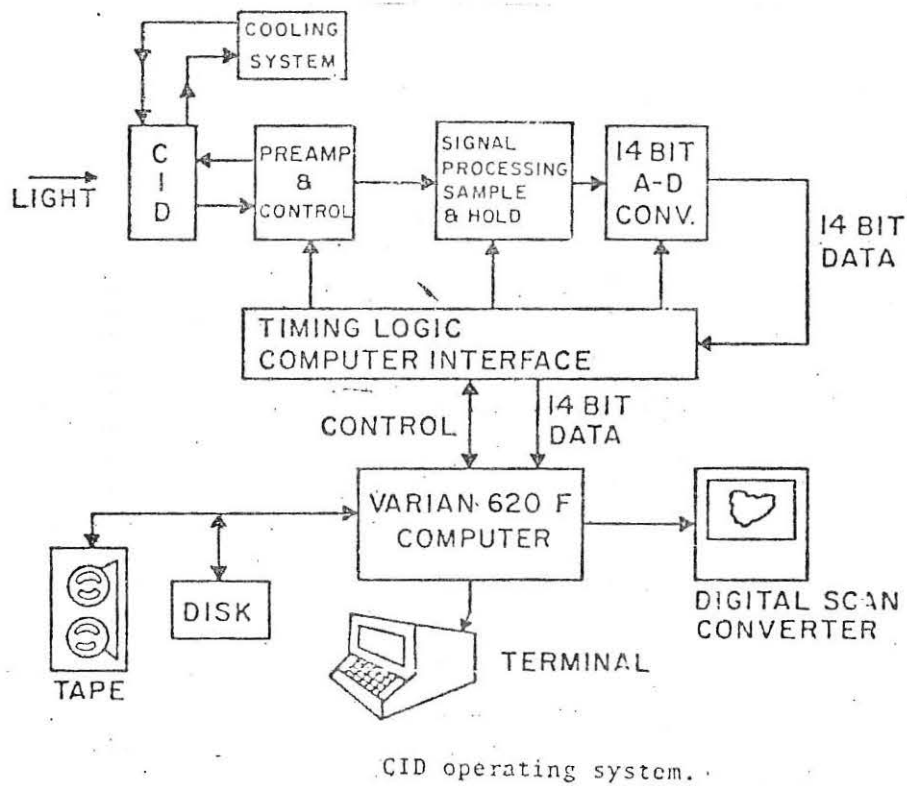 COOLING
SYSTEM
LIGHT
C
I
D
PREAMP
&
CONTROL
SIGNAL
PROCESSING
SAMPLE
& HOLD
14 BIT
A-D
CONV.
14 BIT
DATA
TIMING LOGIC
COMPUTER INTERFACE
CONTROL
14 BIT
DATA
VARIAN 620 F
COMPUTER
TAPE
DISK
TERMINAL
DIGITAL SCAN
CONVERTER
CID operating system.